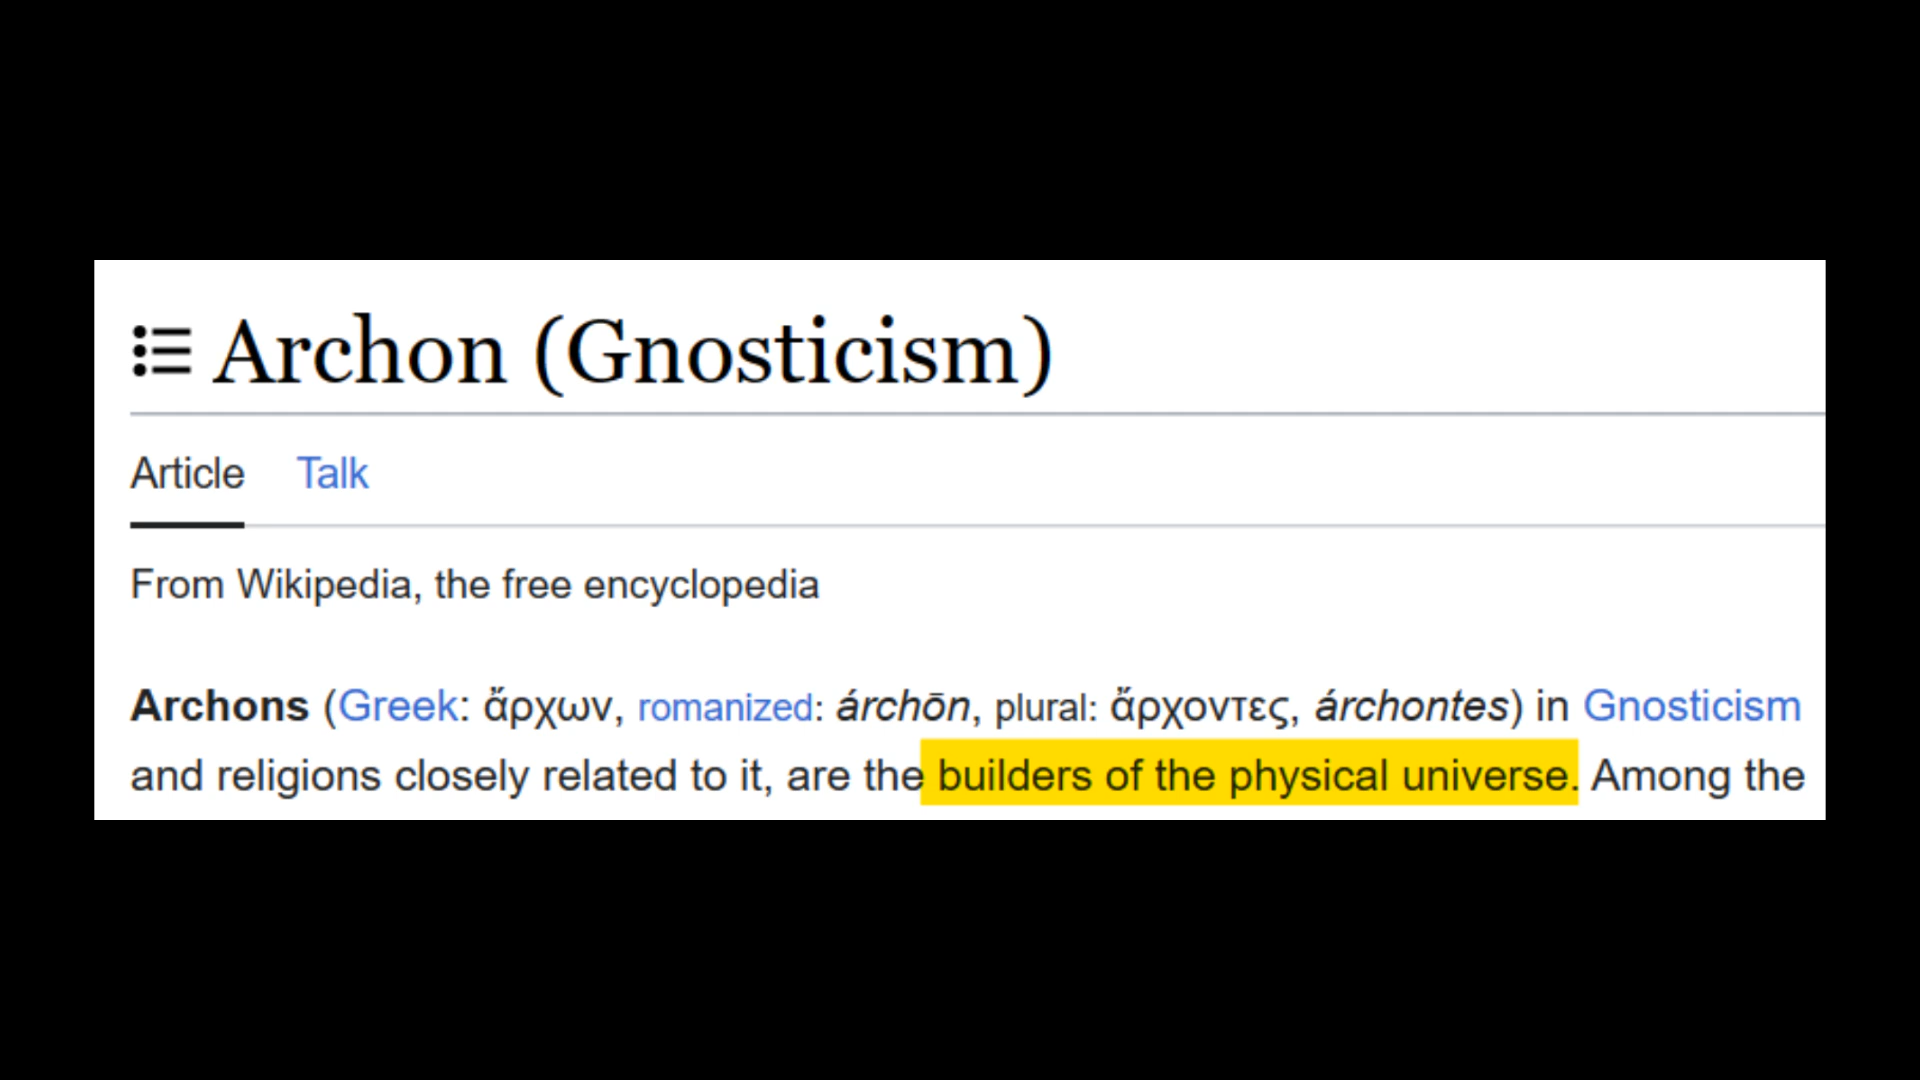 Archon (Gnosticism)
Article Talk
From Wikipedia, the free encyclopedia
Archons (Greek: ἄρχων, romanized: árchōn, plural: ἄρχοντες, árchontes) in Gnosticism
and religions closely related to it, are the builders of the physical universe. Among the